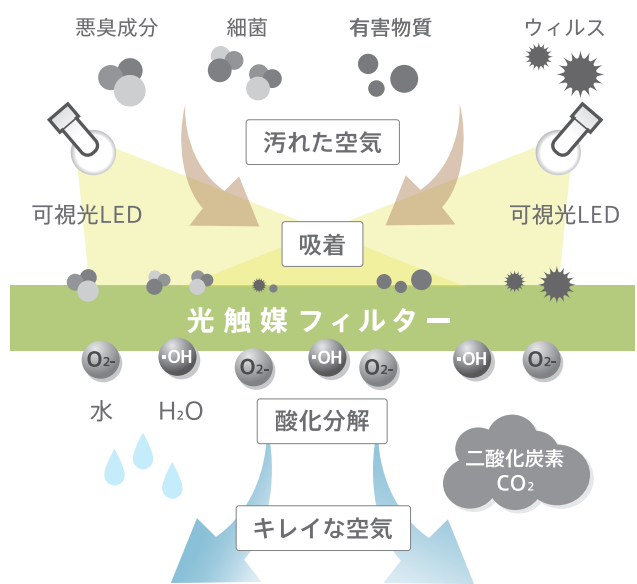 悪臭成分
細菌
有害物質
ウィルス
汚れた空気
可視光LED
可視光LED
吸着
光触媒フィルター
O₂-
·OH
O₂-
·OH
O₂-
·OH
O₂-
水
H₂O
酸化分解
二酸化炭素
CO₂
キレイな空気